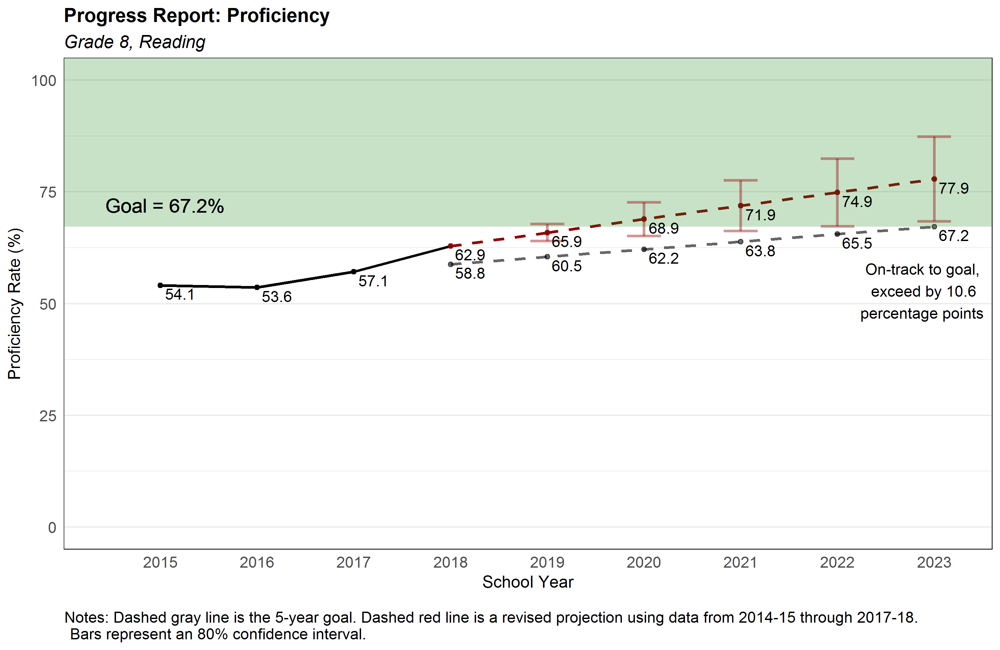 Progress Report: Proficiency
Grade 8, Reading
Proficiency Rate (%)
100
75
50
25
0
Goal = 67.2%
54.1
53.6
57.1
62.9
65.9
68.9
71.9
74.9
77.9
58.8
60.5
62.2
63.8
65.5
67.2
On-track to goal,
exceed by 10.6
percentage points
2015 2016 2017 2018 2019 2020 2021 2022 2023
School Year
Notes: Dashed gray line is the 5-year goal. Dashed red line is a revised projection using data from 2014-15 through 2017-18.
Bars represent an 80% confidence interval.